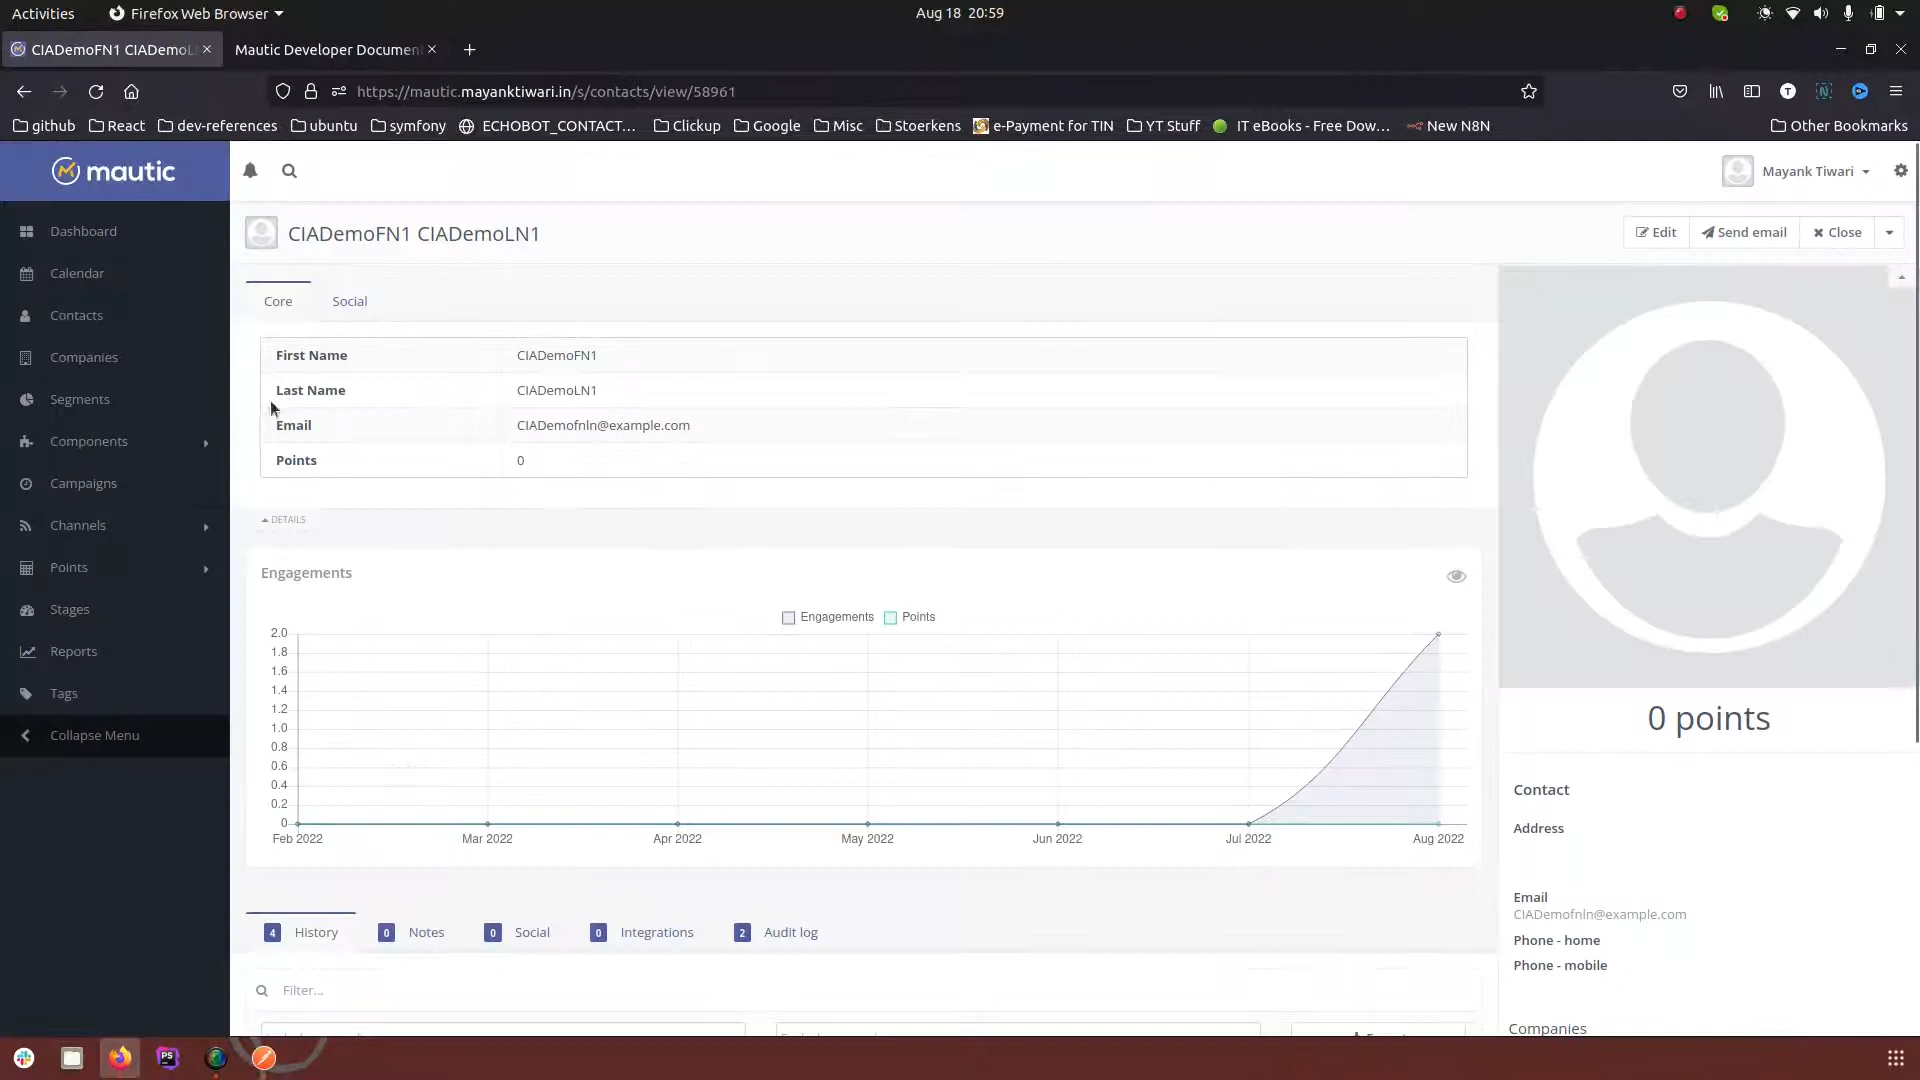 Activities
Firefox Web Browser
Aug 18 20:59
CIADemoFN1 CIADemoL
Mautic Developer Documen
https://mautic.mayanktiwari.in/s/contacts/view/58961
github
React
dev-references
ubuntu
symfony
ECHOBOT_CONTACT...
Clickup
Google
Misc
Stoerkens
e-Payment for TIN
YT Stuff
IT eBooks - Free Dow...
New N8N
Other Bookmarks
mautic
Mayank Tiwari
Dashboard
Calendar
Contacts
Companies
Segments
Components
Campaigns
Channels
Points
Stages
Reports
Tags
Collapse Menu
CIADemoFN1 CIADemoLN1
Edit
Send email
Close
Core
Social
First Name CIADemoFN1
Last Name CIADemoLN1
Email CIADemofnln@example.com
Points 0
DETAILS
Engagements
Engagements Points
2.0
1.8
1.6
1.4
1.2
1.0
0.8
0.6
0.4
0.2
0
Feb 2022 Mar 2022 Apr 2022 May 2022 Jun 2022 Jul 2022 Aug 2022
4 History
0 Notes
0 Social
0 Integrations
2 Audit log
Filter...
0 points
Contact
Address
Email
CIADemofnln@example.com
Phone - home
Phone - mobile
Companies
PS